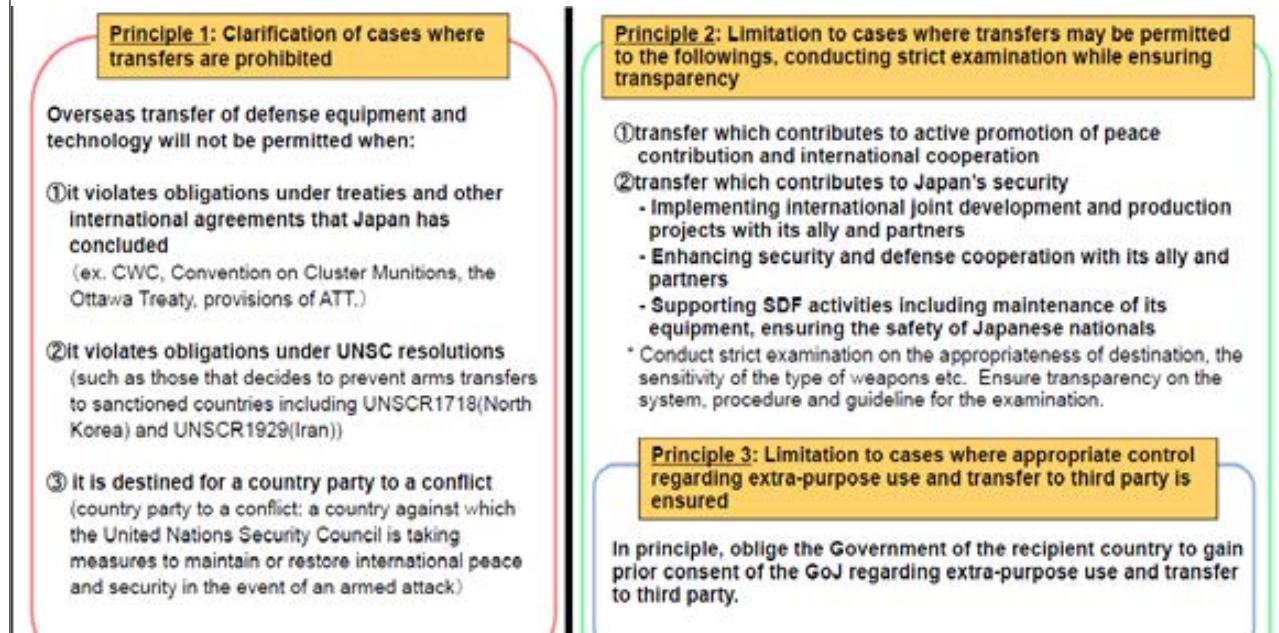 Principle 1: Clarification of cases where
transfers are prohibited
Overseas transfer of defense equipment and
technology will not be permitted when:
①it violates obligations under treaties and other
international agreements that Japan has
concluded
(ex. CWC, Convention on Cluster Munitions, the
Ottawa Treaty, provisions of ATT.)
②it violates obligations under UNSC resolutions
(such as those that decides to prevent arms transfers
to sanctioned countries including UNSCR1718(North
Korea) and UNSCR1929(Iran))
③ it is destined for a country party to a conflict
(country party to a conflict: a country against which
the United Nations Security Council is taking
measures to maintain or restore international peace
and security in the event of an armed attack)
Principle 2: Limitation to cases where transfers may be permitted
to the followings, conducting strict examination while ensuring
transparency
①transfer which contributes to active promotion of peace
contribution and international cooperation
②transfer which contributes to Japan's security
- Implementing international joint development and production
projects with its ally and partners
- Enhancing security and defense cooperation with its ally and
partners
- Supporting SDF activities including maintenance of its
equipment, ensuring the safety of Japanese nationals
* Conduct strict examination on the appropriateness of destination, the
sensitivity of the type of weapons etc. Ensure transparency on the
system, procedure and guideline for the examination.
Principle 3: Limitation to cases where appropriate control
regarding extra-purpose use and transfer to third party is
ensured
In principle, oblige the Government of the recipient country to gain
prior consent of the GoJ regarding extra-purpose use and transfer
to third party.